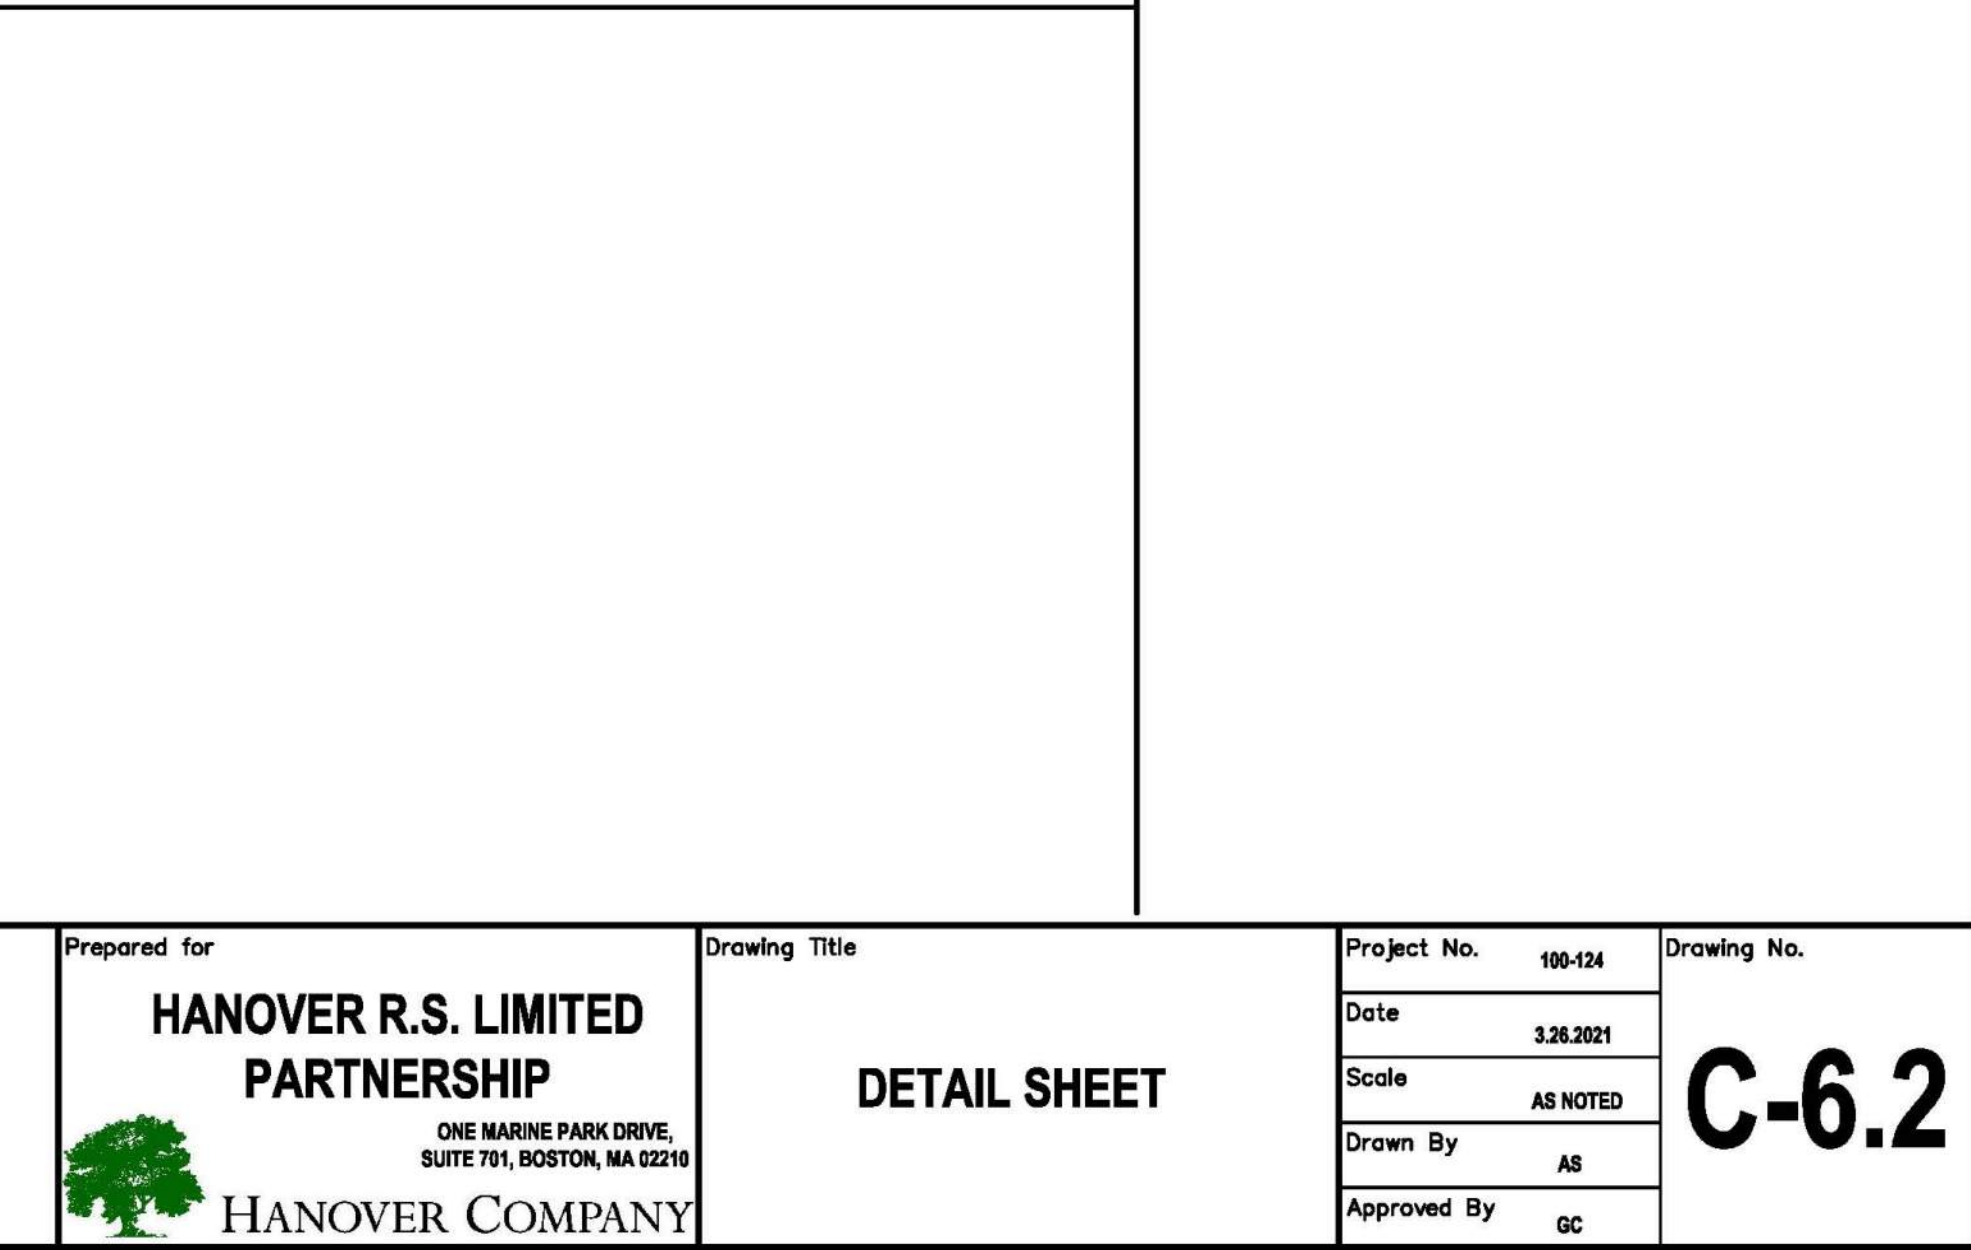 Prepared for
HANOVER R.S. LIMITED
PARTNERSHIP
ONE MARINE PARK DRIVE,
SUITE 701, BOSTON, MA 02210
HANOVER COMPANY
Drawing Title
DETAIL SHEET
Project No. 100-124
Date 3.26.2021
Scale AS NOTED
Drawn By AS
Approved By GC
Drawing No.
C-6.2